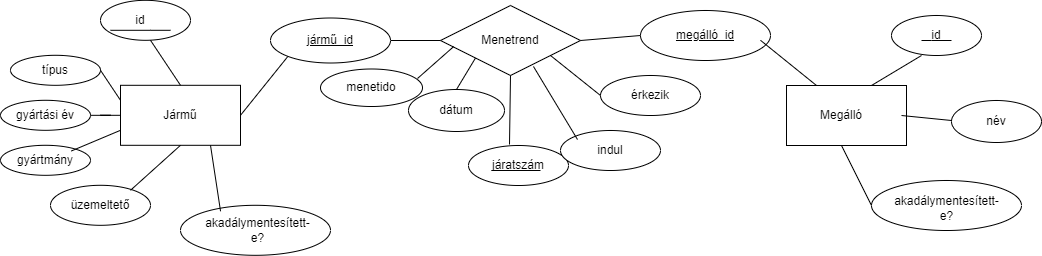 id
jármű_id
Menetrend
megálló_id
_id_
típus
menetido
dátum
érkezik
gyártási év
Jármű
Megálló
név
gyártmány
járatszám
indul
üzemeltető
akadálymentesített-
e?
akadálymentesített-
e?